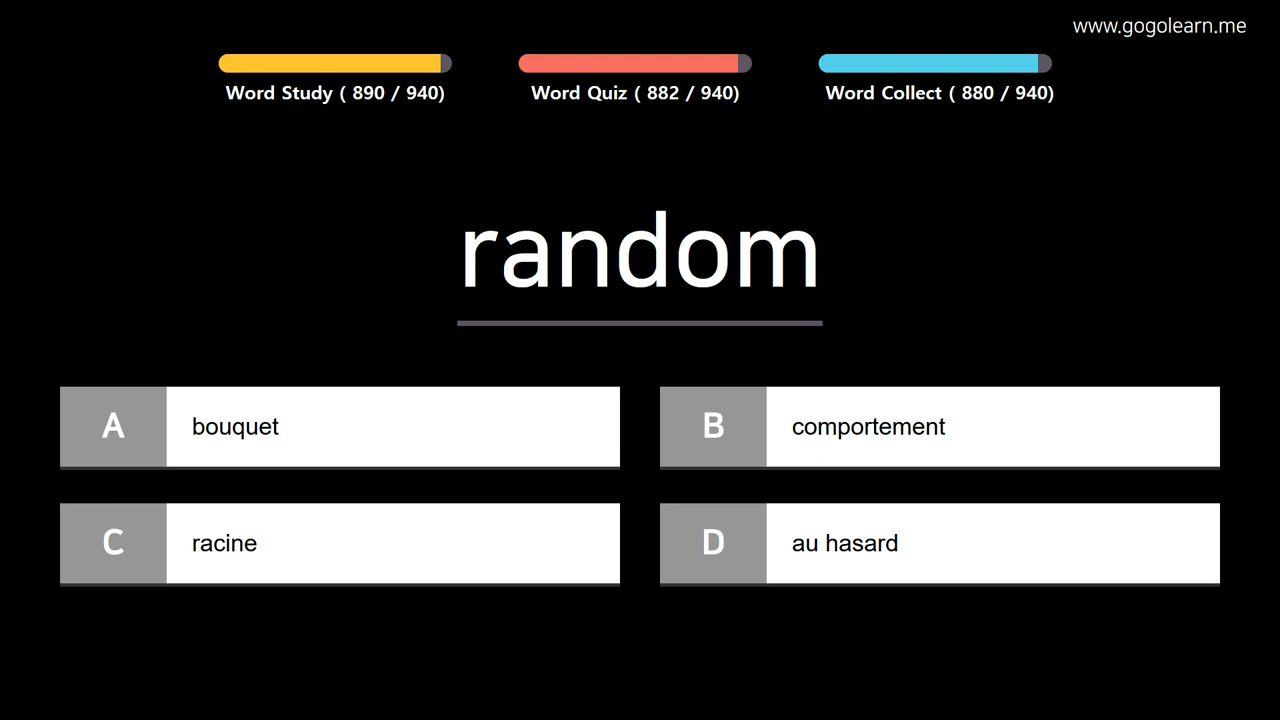 www.gogolearn.me
Word Study ( 890 / 940)
Word Quiz ( 882 / 940)
Word Collect ( 880 / 940)
random
A bouquet
B comportement
C racine
D au hasard